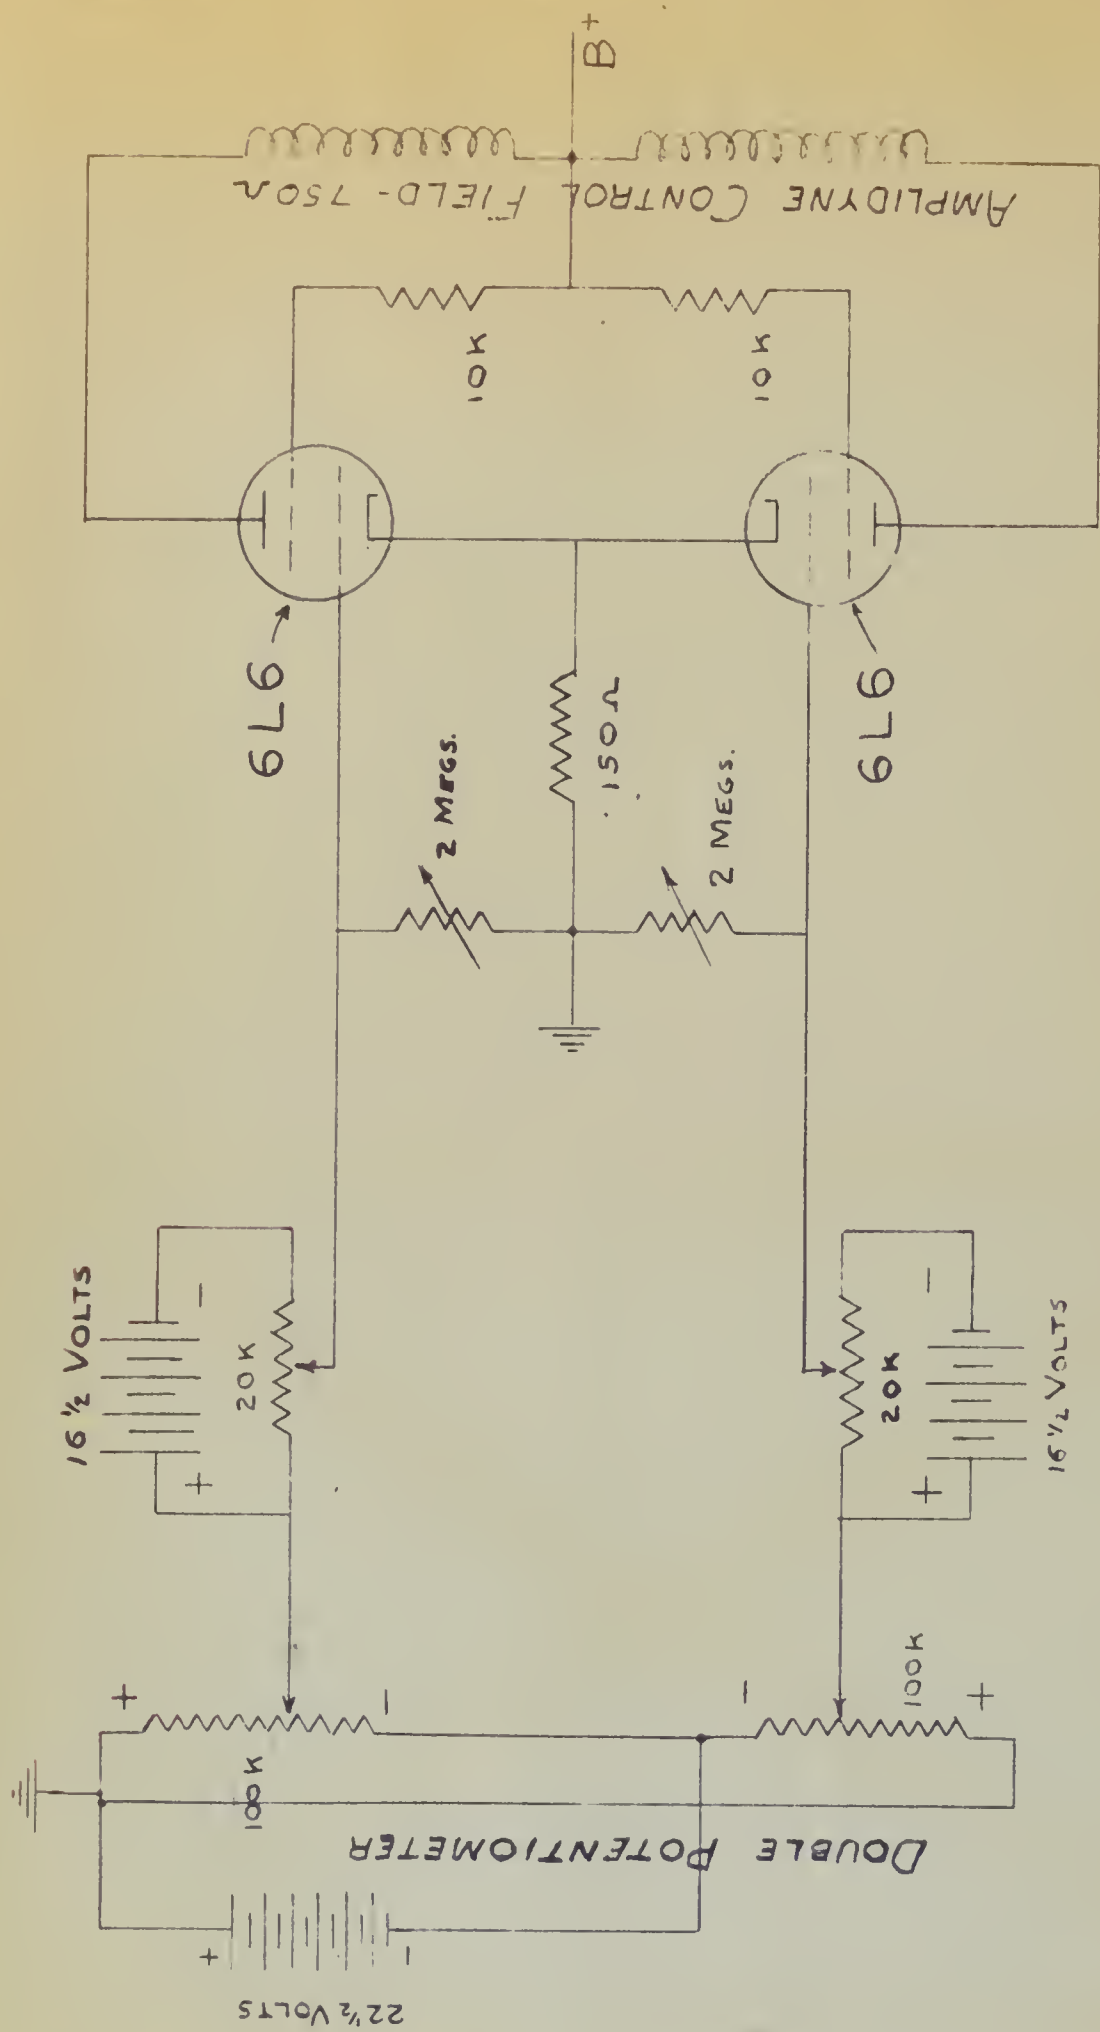 22½ VOLTS
+
-
DOUBLE POTENTIOMETER
100K
+
-
-
+
100K
16½ VOLTS
+
-
20K
20K
+
-
16½ VOLTS
2 MEGS.
150Ω
2 MEGS.
6L6
6L6
10K
10K
AMPLIDYNE CONTROL FIELD - 750Ω
B+